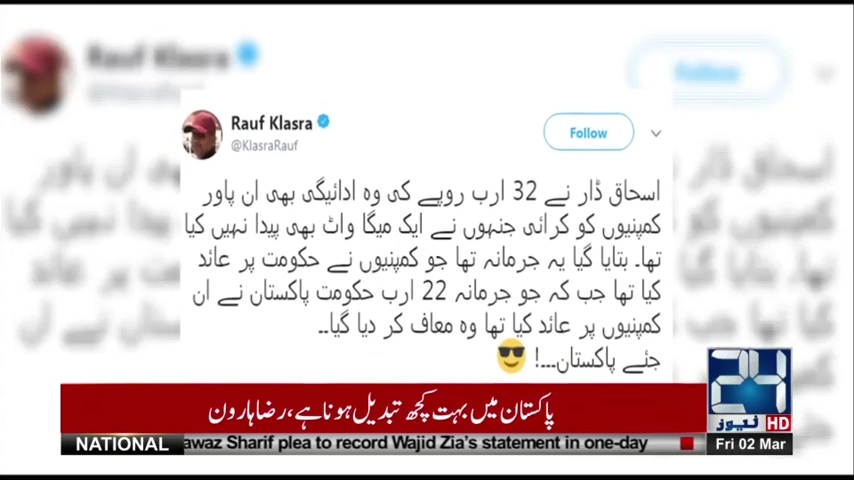 Rauf Klasra
@KlasraRauf
Follow
اسحاق ڈار نے 32 ارب روپے کی وہ ادائیگی بھی ان پاور
کمپنیوں کو کرائی جنہوں نے ایک میگا واٹ بھی پیدا نہیں کیا
تھا۔ بتایا گیا یہ جرمانہ تھا جو کمپنیوں نے حکومت پر عائد
کیا تھا جب کہ جو جرمانہ 22 ارب حکومت پاکستان نے ان
کمپنیوں پر عائد کیا تھا وہ معاف کر دیا گیا۔۔
جئے پاکستان۔۔۔! 😎
پاکستان میں بہت کچھ تبدیل ہونا ہے، رضا ہارون
24
نیوز HD
NATIONAL awaz Sharif plea to record Wajid Zia's statement in one-day
Fri 02 Mar